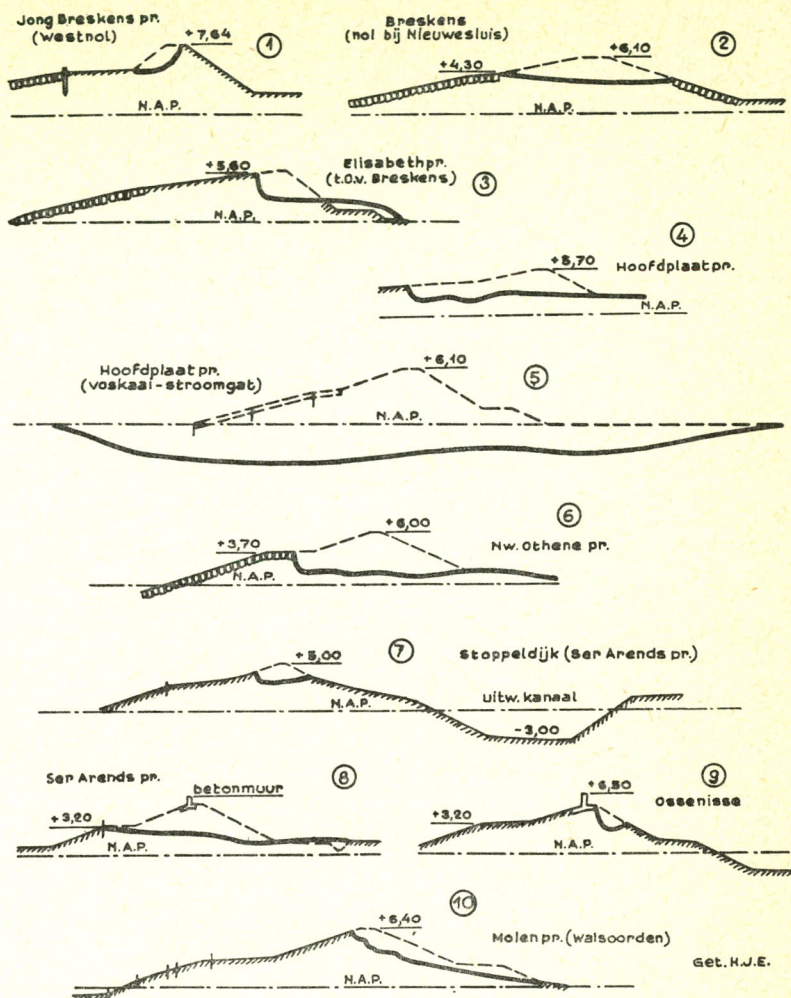 Jong Breskens pr.
(westnol)
+7,64
1
N.A.P.
Breskens
(nol bij Nieuwesluis)
+4,30
+6,10
2
N.A.P.
+5,60
Elisabethpr.
(t.o.v. Breskens)
3
N.A.P.
4
+5,70
Hoofdplaatpr.
N.A.P.
Hoofdplaat pr.
(voskaai-stroomgat)
+6,10
5
N.A.P.
6
+3,70
+6,00
Nw. Othene pr.
N.A.P.
7
+5,00
Stoppeldijk (Ser Arends pr.)
N.A.P.
uitw. kanaal
-3,00
Ser Arends pr.
8
betonmuur
+3,20
N.A.P.
9
+6,50
Ossenisse
+3,20
N.A.P.
10
+6,40
Molenpr. (Walsoorden)
N.A.P.
Get. H.J.E.